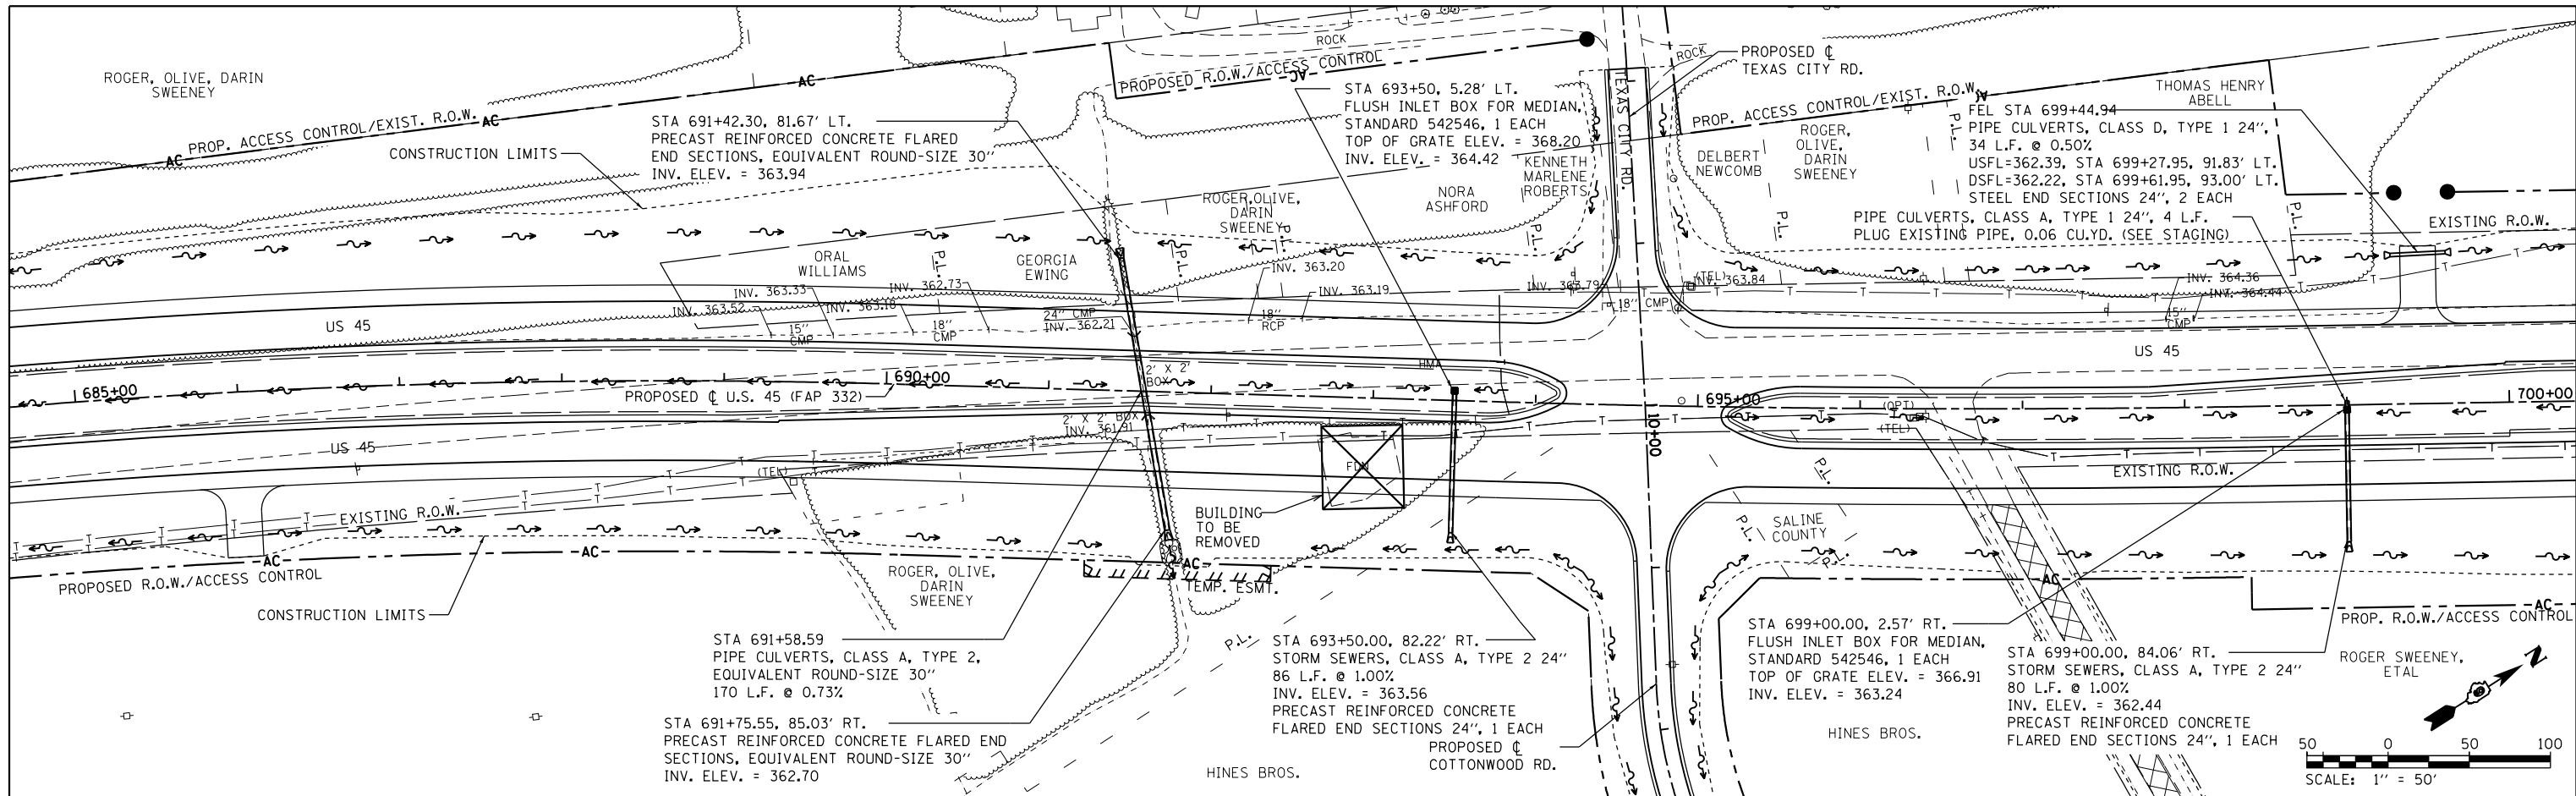 ROGER, OLIVE, DARIN
SWEENEY
PROP. ACCESS CONTROL/EXIST. R.O.W.
AC
AC
AC
CONSTRUCTION LIMITS
STA 691+42.30, 81.67' LT.
PRECAST REINFORCED CONCRETE FLARED
END SECTIONS, EQUIVALENT ROUND-SIZE 30"
INV. ELEV. = 363.94
ROCK
PROPOSED R.O.W./ACCESS CONTROL
AC
STA 693+50, 5.28' LT.
FLUSH INLET BOX FOR MEDIAN,
STANDARD 542546, 1 EACH
TOP OF GRATE ELEV. = 368.20
INV. ELEV. = 364.42
KENNETH
MARLENE
ROBERTS
NORA
ASHFORD
ROGER,OLIVE,
DARIN
SWEENEY
P.L.
P.L.
P.L.
P.L.
TEXAS CITY RD.
ROCK
PROPOSED ℄
TEXAS CITY RD.
PROP. ACCESS CONTROL/EXIST. R.O.W.
AC
DELBERT
NEWCOMB
ROGER,
OLIVE,
DARIN
SWEENEY
P.L.
P.L.
P.L.
THOMAS HENRY
ABELL
FEL STA 699+44.94
PIPE CULVERTS, CLASS D, TYPE 1 24",
34 L.F. @ 0.50%
USFL=362.39, STA 699+27.95, 91.83' LT.
DSFL=362.22, STA 699+61.95, 93.00' LT.
STEEL END SECTIONS 24", 2 EACH
PIPE CULVERTS, CLASS A, TYPE 1 24", 4 L.F.
PLUG EXISTING PIPE, 0.06 CU.YD. (SEE STAGING)
EXISTING R.O.W.
ORAL
WILLIAMS
GEORGIA
EWING
INV. 363.52
INV. 363.33
INV. 363.18
INV. 362.73
15"
CMP
18"
CMP
24" CMP
INV. 362.21
INV. 363.20
INV. 363.19
18"
RCP
INV. 363.79
18" CMP
(TEL)
INV. 363.84
INV. 364.36
INV. 364.44
15"
CMP
US 45
US 45
685+00
690+00
695+00
700+00
PROPOSED ℄ U.S. 45 (FAP 332)
2' X 2'
BOX
HMA
2' X 2' BOX
INV. 361.91
10+00
(OPT)
(TEL)
US 45
(TEL)
FDN
EXISTING R.O.W.
EXISTING R.O.W.
BUILDING
TO BE
REMOVED
P.L.
P.L.
P.L.
SALINE
COUNTY
AC
AC
AC
AC
AC
PROPOSED R.O.W./ACCESS CONTROL
CONSTRUCTION LIMITS
ROGER, OLIVE,
DARIN
SWEENEY
TEMP. ESMT.
P.L.
PROP. R.O.W./ACCESS CONTROL
STA 691+58.59
PIPE CULVERTS, CLASS A, TYPE 2,
EQUIVALENT ROUND-SIZE 30"
170 L.F. @ 0.73%
STA 691+75.55, 85.03' RT.
PRECAST REINFORCED CONCRETE FLARED END
SECTIONS, EQUIVALENT ROUND-SIZE 30"
INV. ELEV. = 362.70
STA 693+50.00, 82.22' RT.
STORM SEWERS, CLASS A, TYPE 2 24"
86 L.F. @ 1.00%
INV. ELEV. = 363.56
PRECAST REINFORCED CONCRETE
FLARED END SECTIONS 24", 1 EACH
PROPOSED ℄
COTTONWOOD RD.
HINES BROS.
STA 699+00.00, 2.57' RT.
FLUSH INLET BOX FOR MEDIAN,
STANDARD 542546, 1 EACH
TOP OF GRATE ELEV. = 366.91
INV. ELEV. = 363.24
HINES BROS.
STA 699+00.00, 84.06' RT.
STORM SEWERS, CLASS A, TYPE 2 24"
80 L.F. @ 1.00%
INV. ELEV. = 362.44
PRECAST REINFORCED CONCRETE
FLARED END SECTIONS 24", 1 EACH
ROGER SWEENEY,
ETAL
N
50 0 50 100
SCALE: 1" = 50'